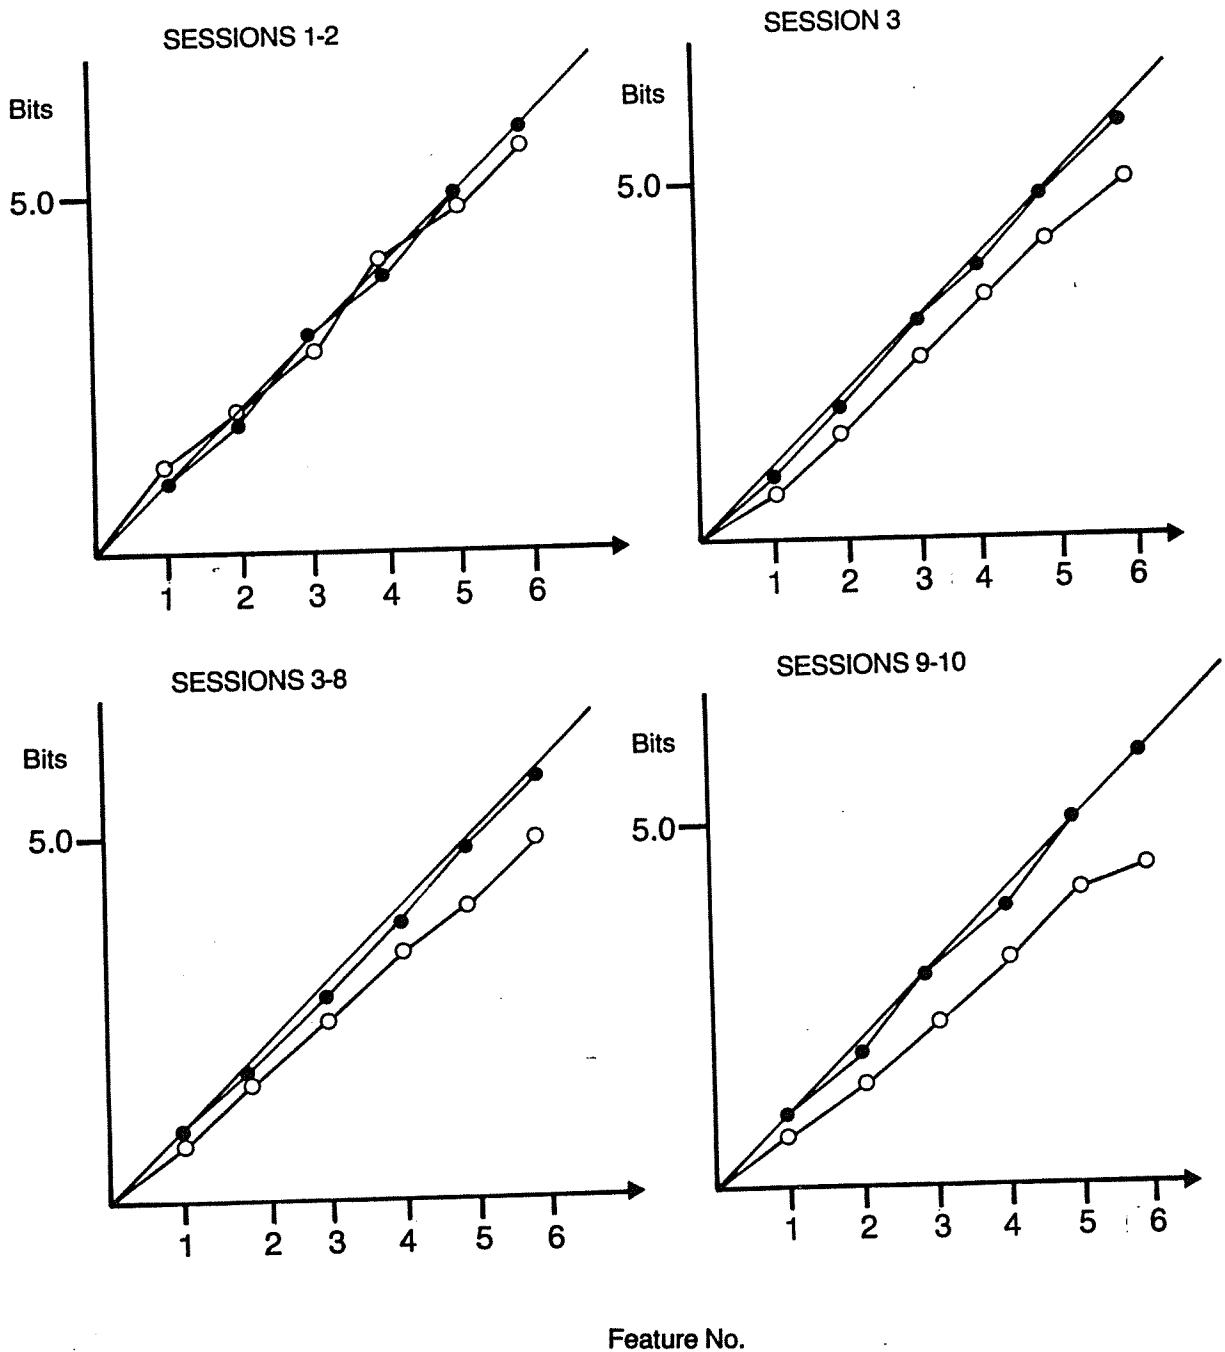 SESSIONS 1-2
Bits
5.0
1 2 3 4 5 6
SESSION 3
Bits
5.0
1 2 3 4 5 6
SESSIONS 3-8
Bits
5.0
1 2 3 4 5 6
SESSIONS 9-10
Bits
5.0
1 2 3 4 5 6
Feature No.